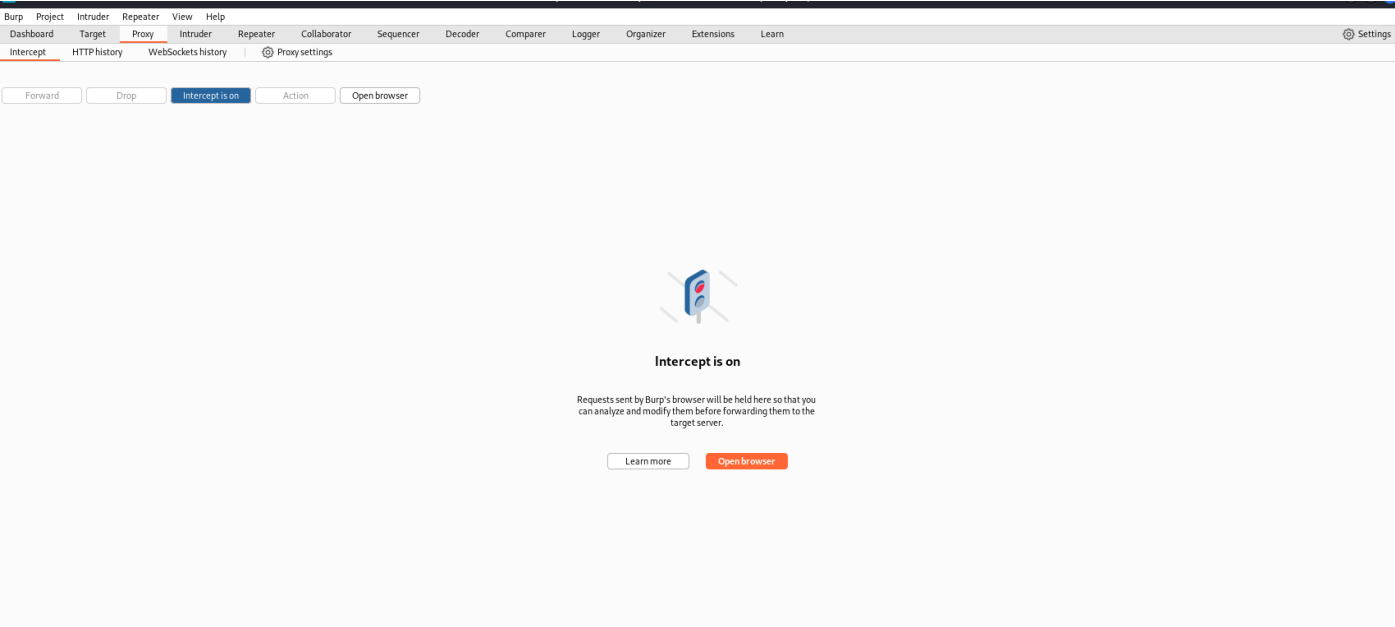 Burp Project Intruder Repeater View Help
Dashboard Target Proxy Intruder Repeater Collaborator Sequencer Decoder Comparer Logger Organizer Extensions Learn Settings
Intercept HTTP history WebSockets history Proxy settings
Forward Drop Intercept is on Action Open browser
Intercept is on
Requests sent by Burp's browser will be held here so that you
can analyze and modify them before forwarding them to the
target server.
Learn more Open browser